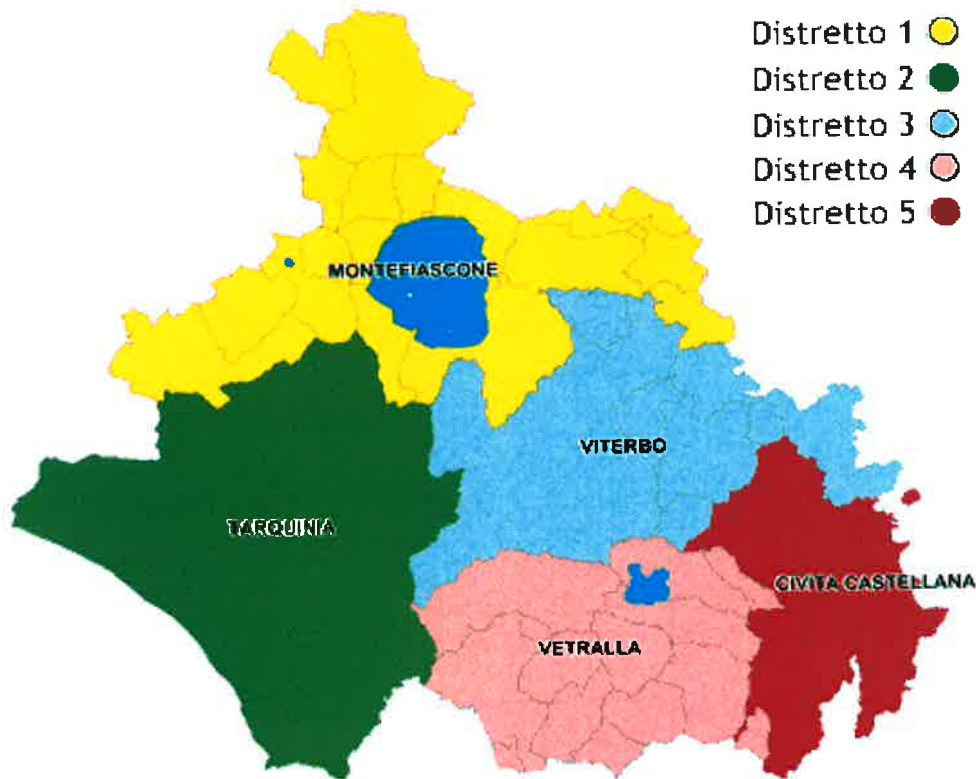 Distretto 1
Distretto 2
Distretto 3
Distretto 4
Distretto 5
MONTEFIASCONE
VITERBO
TARQUINIA
CIVITA CASTELLANA
VETRALLA